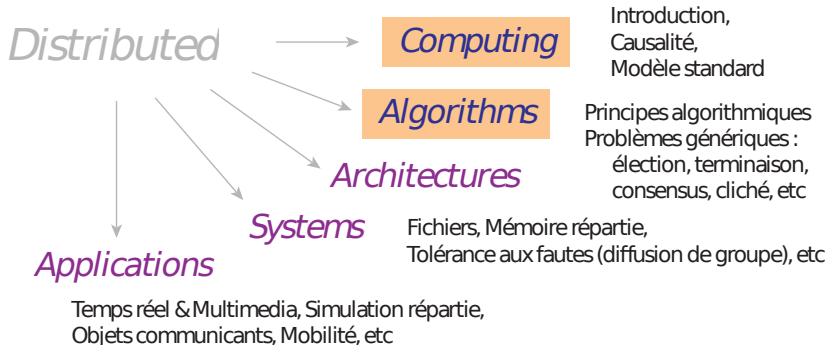 Distributed
Computing
Introduction,
Causalité,
Modèle standard
Algorithms
Principes algorithmiques
Problèmes génériques :
élection, terminaison,
consensus, cliché, etc
Architectures
Systems
Fichiers, Mémoire répartie,
Tolérance aux fautes (diffusion de groupe), etc
Applications
Temps réel & Multimedia, Simulation répartie,
Objets communicants, Mobilité, etc